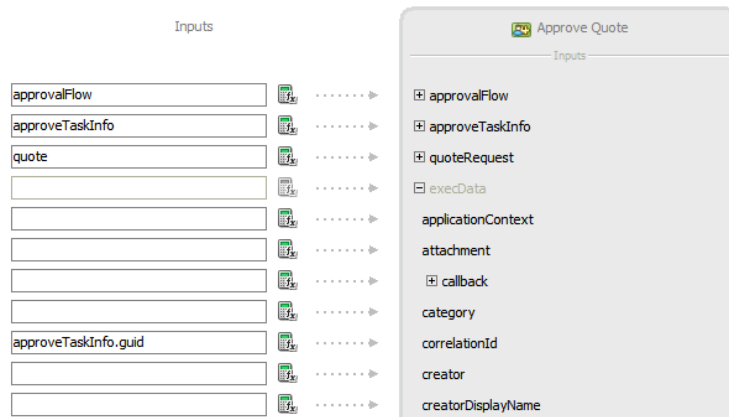 Inputs
Approve Quote
Inputs
approvalFlow
approvalFlow
approveTaskInfo
approveTaskInfo
quote
quoteRequest
execData
applicationContext
attachment
callback
category
approveTaskInfo.guid
correlationId
creator
creatorDisplayName